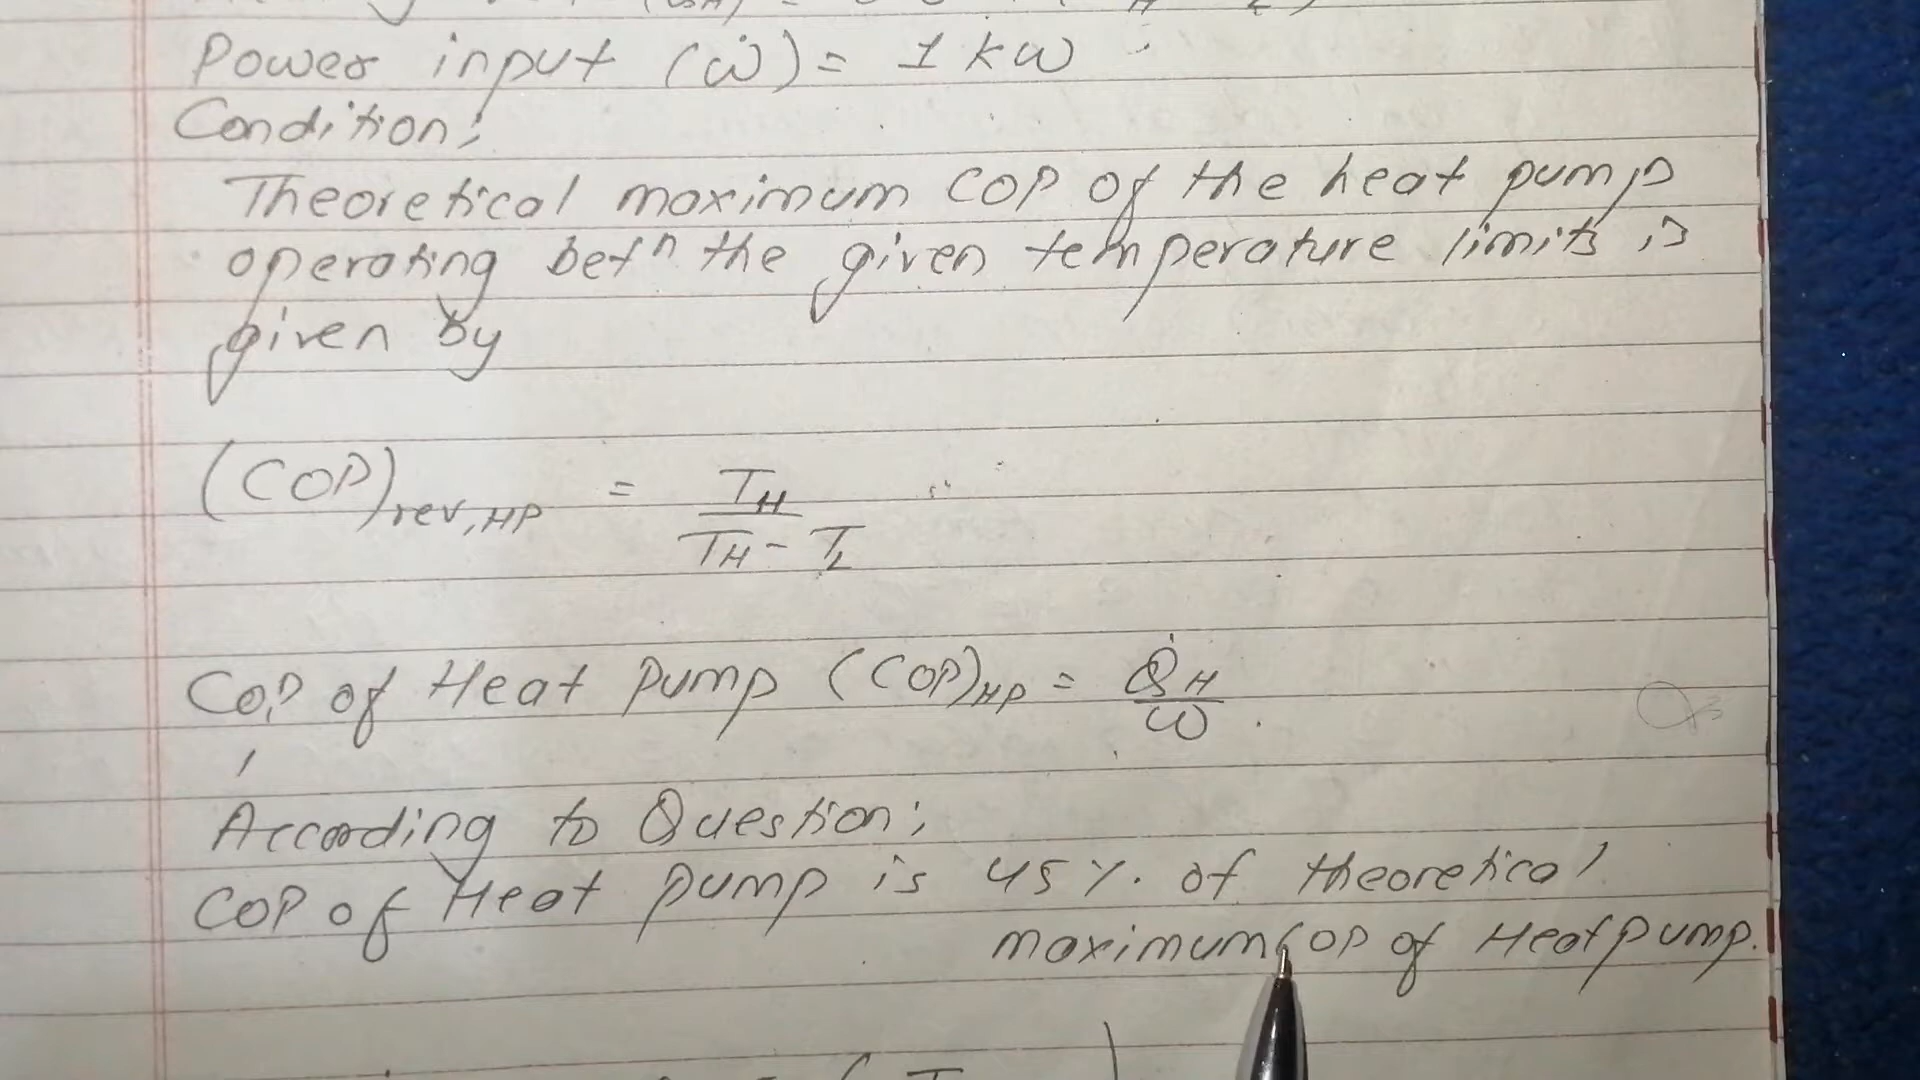 Power input (ẇ) = 1 kW
Condition;
Theoretical maximum COP of the heat pump
operating betn the given temperature limits is
given by
(COP)rev,HP = TH / TH - TL
COP of Heat Pump (COP)HP = Q̇H / ω.
According to Question;
COP of Heat pump is 45%. of theoretical
maximum COP of Heat pump.